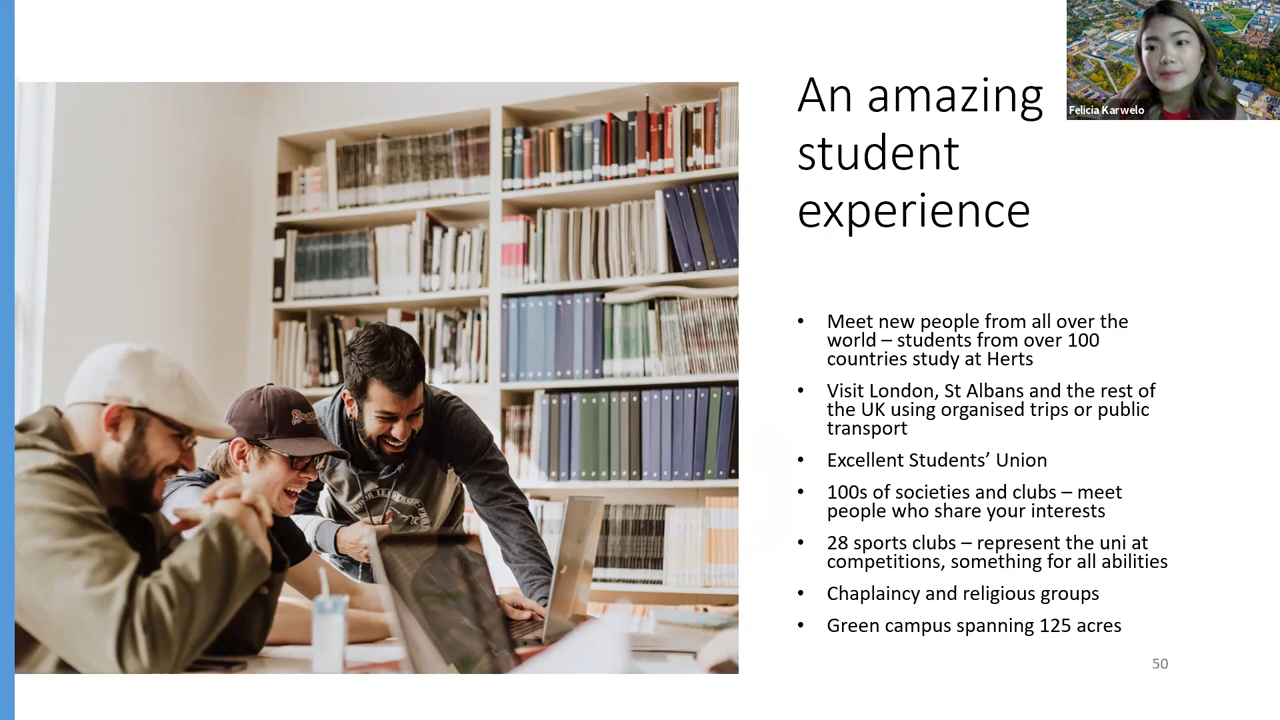 An amazing
student
experience
Felicia Karwelo
• Meet new people from all over the
world – students from over 100
countries study at Herts
• Visit London, St Albans and the rest of
the UK using organised trips or public
transport
• Excellent Students’ Union
• 100s of societies and clubs – meet
people who share your interests
• 28 sports clubs – represent the uni at
competitions, something for all abilities
• Chaplaincy and religious groups
• Green campus spanning 125 acres
50